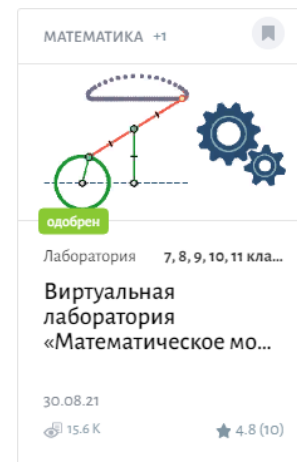 МАТЕМАТИКА +1
одобрен
Лаборатория 7, 8, 9, 10, 11 кла...
Виртуальная
лаборатория
«Математическое мо...
30.08.21
15.6 K 4.8 (10)